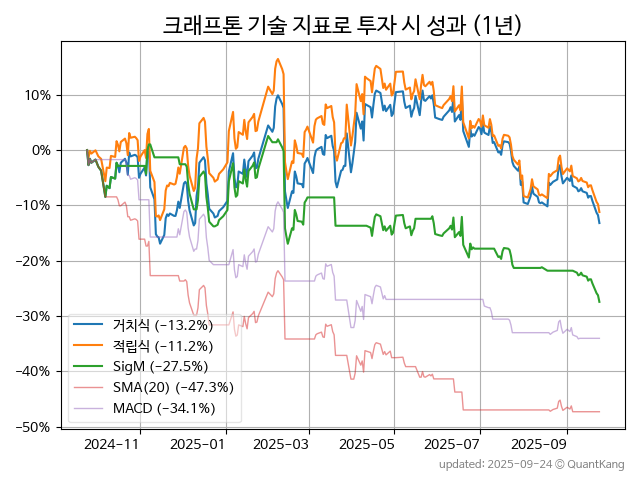 크래프톤 기술 지표로 투자 시 성과 (1년)
10%
0%
−10%
−20%
−30%
−40%
−50%
거치식 (−13.2%)
적립식 (−11.2%)
SigM (−27.5%)
SMA(20) (−47.3%)
MACD (−34.1%)
2024−11
2025−01
2025−03
2025−05
2025−07
2025−09
updated: 2025−09−24 © QuantKang